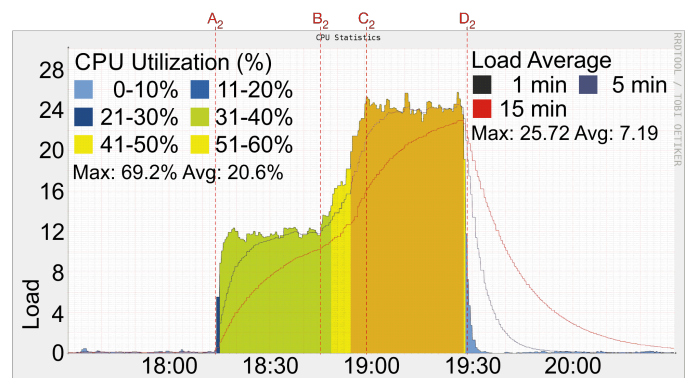 A2 B2 C2 D2
CPU Statistics
CPU Utilization (%)
0-10% 11-20%
21-30% 31-40%
41-50% 51-60%
Max: 69.2% Avg: 20.6%
Load Average
1 min 5 min
15 min
Max: 25.72 Avg: 7.19
RRDTOOL / TOBI OETIKER
Load
28
24
20
16
12
8
4
0
18:00 18:30 19:00 19:30 20:00